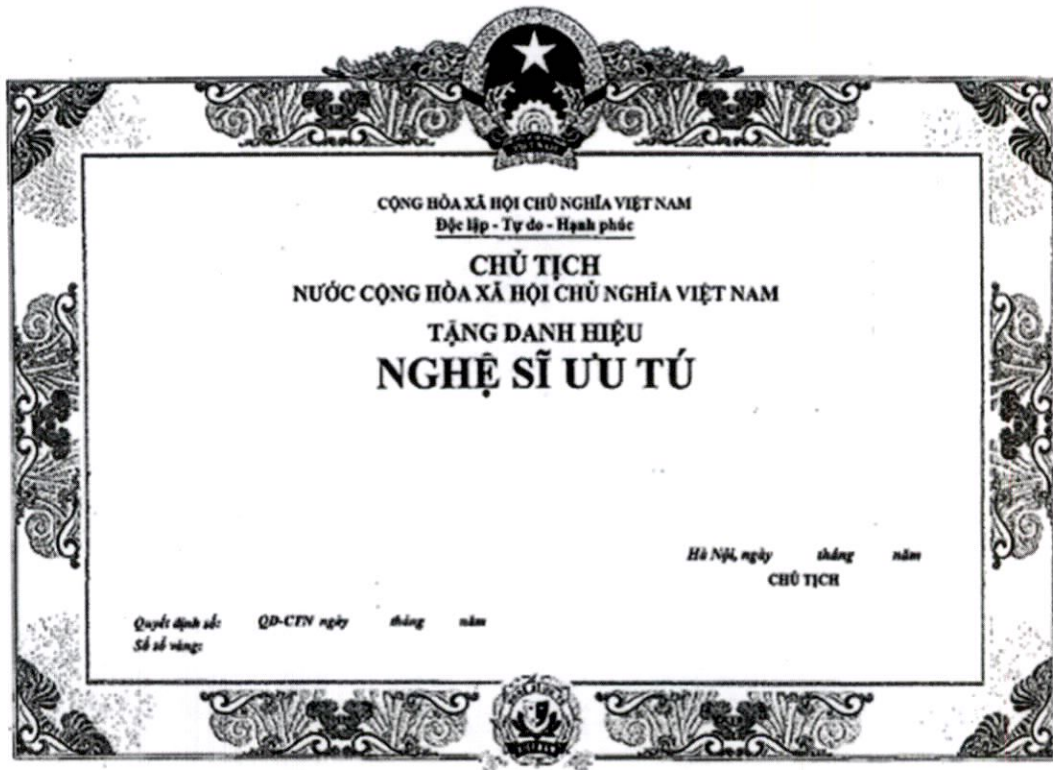 CỘNG HÒA XÃ HỘI CHỦ NGHĨA VIỆT NAM
Độc lập - Tự do - Hạnh phúc
CHỦ TỊCH
NƯỚC CỘNG HÒA XÃ HỘI CHỦ NGHĨA VIỆT NAM
TẶNG DANH HIỆU
NGHỆ SĨ ƯU TÚ
Hà Nội, ngày tháng năm
CHỦ TỊCH
Quyết định số: QĐ-CTN ngày tháng năm
Số sổ vàng: